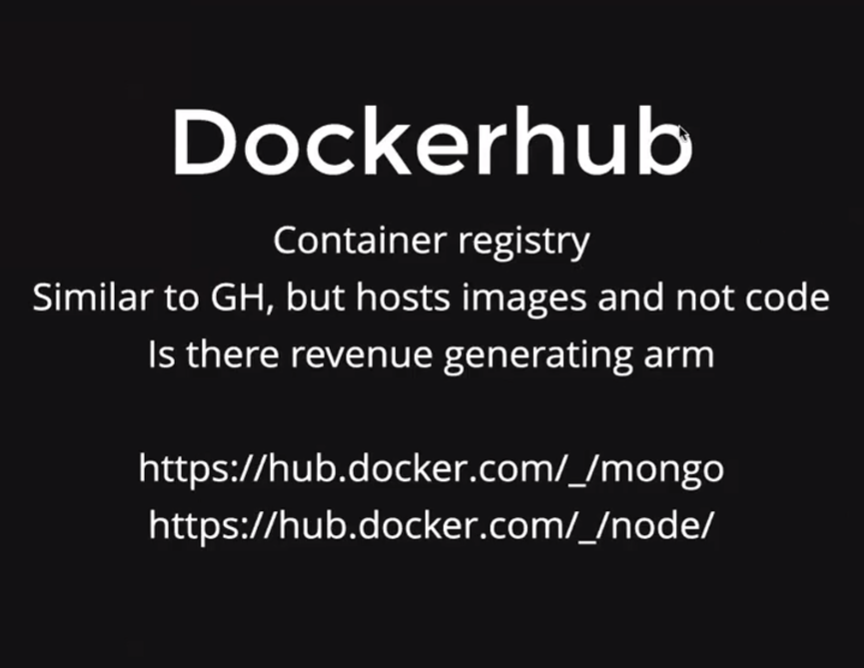 Dockerhub
Container registry
Similar to GH, but hosts images and not code
Is there revenue generating arm
https://hub.docker.com/_/mongo
https://hub.docker.com/_/node/